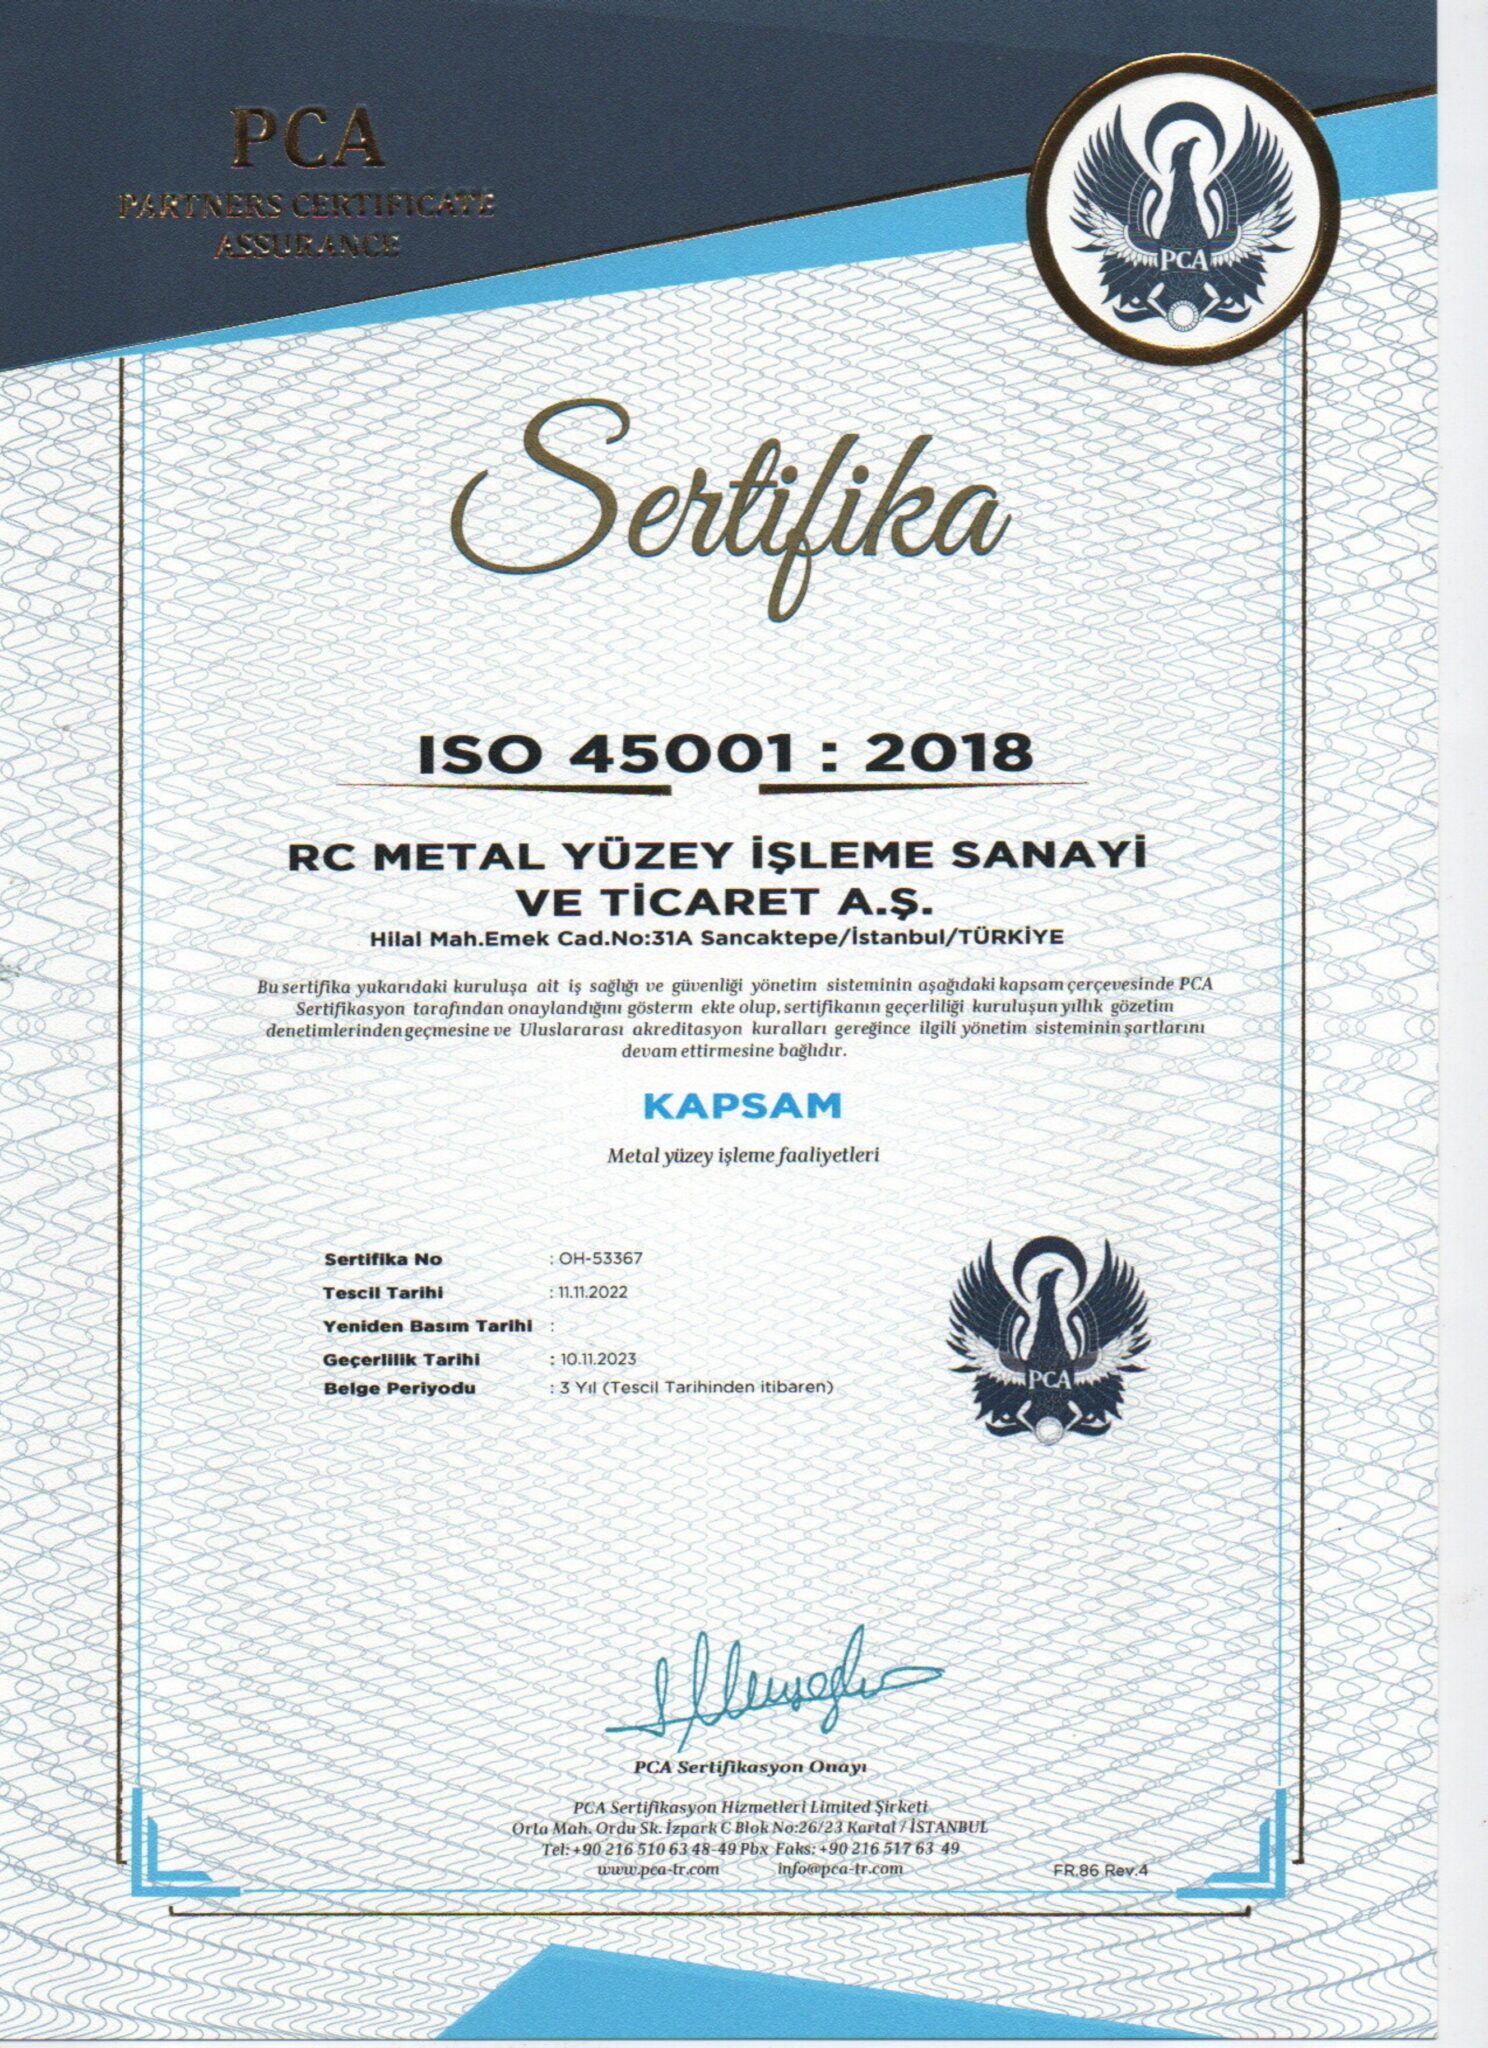 PCA
PARTNERS CERTIFICATE
ASSURANCE
PCA
Sertifika
ISO 45001 : 2018
RC METAL YÜZEY İŞLEME SANAYİ
VE TİCARET A.Ş.
Hilal Mah.Emek Cad.No:31A Sancaktepe/İstanbul/TÜRKİYE
Bu sertifika yukarıdaki kuruluşa ait iş sağlığı ve güvenliği yönetim sisteminin aşağıdaki kapsam çerçevesinde PCA
Sertifikasyon tarafından onaylandığını gösterm ekte olup, sertifikanın geçerliliği kuruluşun yıllık gözetim
denetimlerinden geçmesine ve Uluslararası akreditasyon kuralları gereğince ilgili yönetim sisteminin şartlarını
devam ettirmesine bağlıdır.
KAPSAM
Metal yüzey işleme faaliyetleri
Sertifika No : OH-53367
Tescil Tarihi : 11.11.2022
Yeniden Basım Tarihi :
Geçerlilik Tarihi : 10.11.2023
Belge Periyodu : 3 Yıl (Tescil Tarihinden itibaren)
PCA
PCA Sertifikasyon Onayı
PCA Sertifikasyon Hizmetleri Limited Şirketi
Orta Mah. Ordu Sk. İzpark C Blok No:26/23 Kartal / İSTANBUL
Tel: +90 216 510 63 48-49 Pbx Faks: +90 216 517 63 49
www.pca-tr.com info@pca-tr.com
FR.86 Rev.4